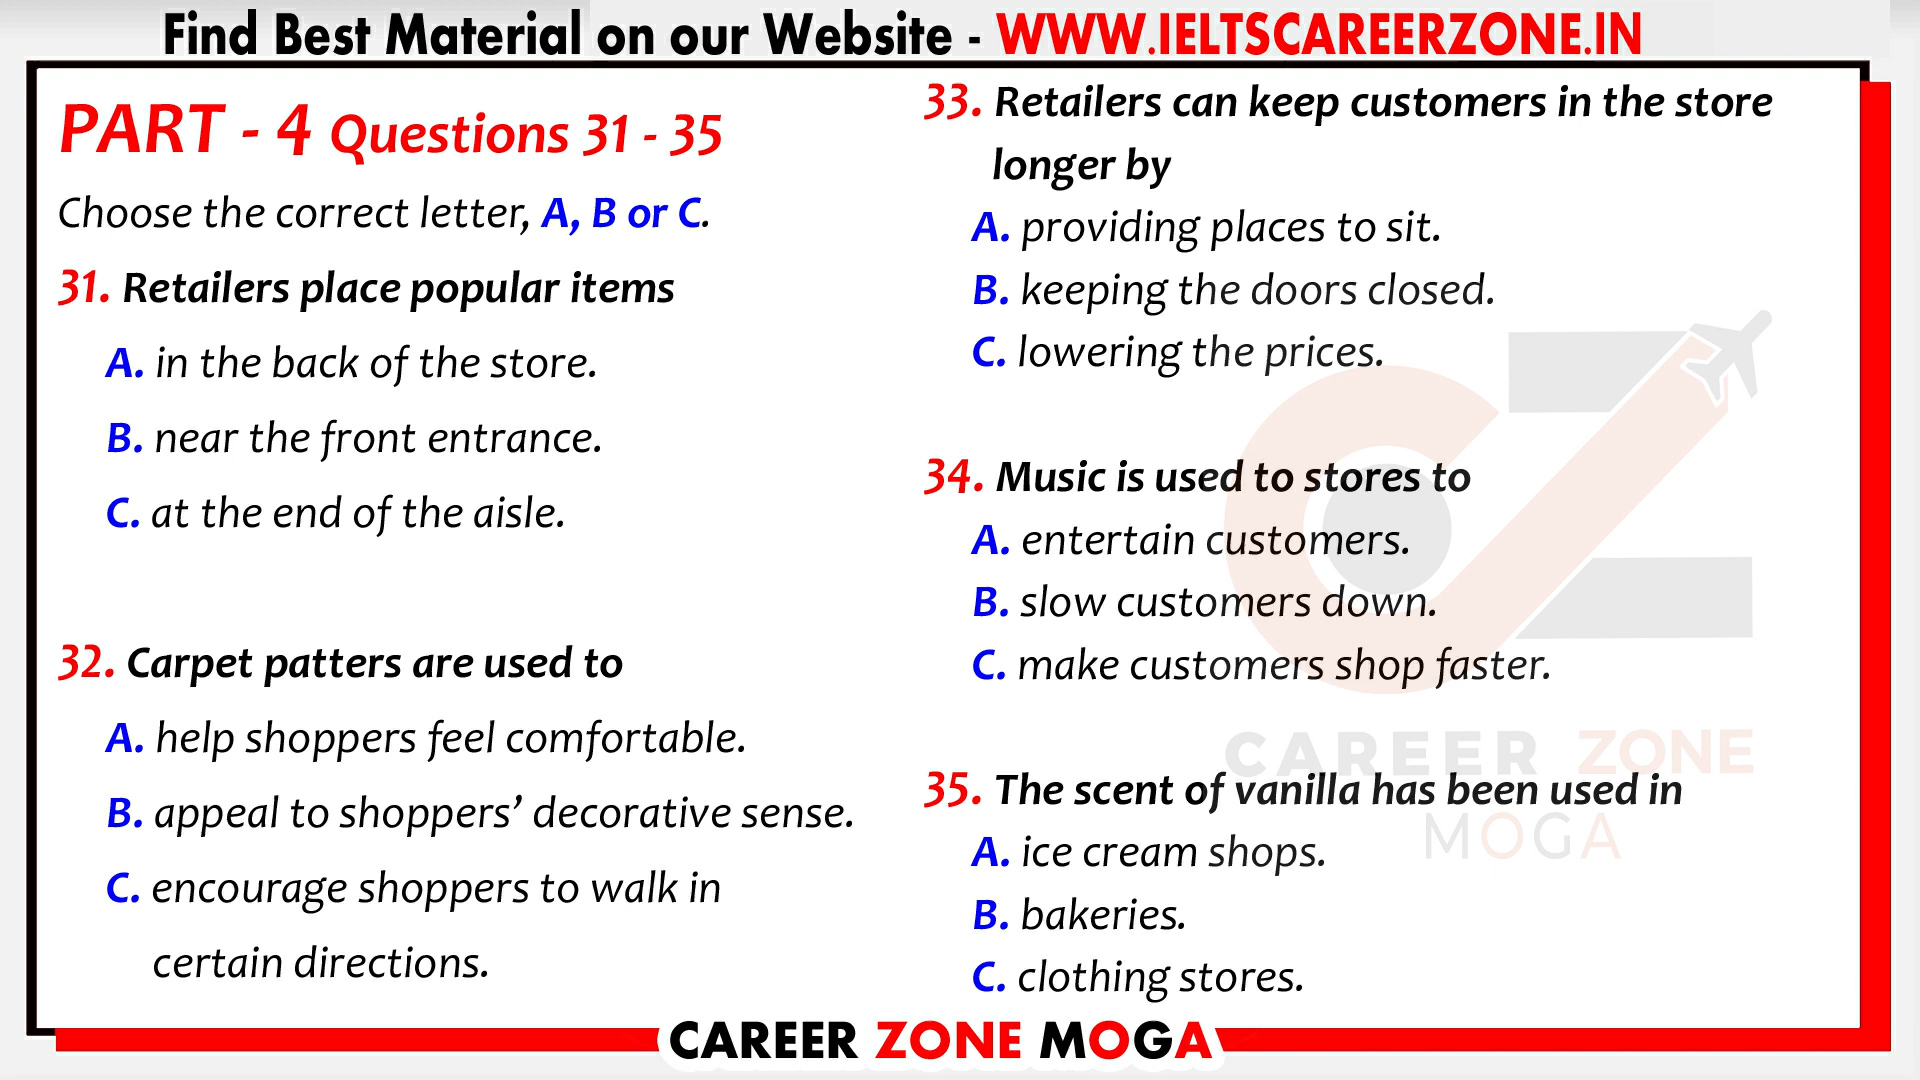 Find Best Material on our Website - WWW.IELTSCAREERZONE.IN
PART - 4 Questions 31 - 35
Choose the correct letter, A, B or C.
31. Retailers place popular items
A. in the back of the store.
B. near the front entrance.
C. at the end of the aisle.
32. Carpet patters are used to
A. help shoppers feel comfortable.
B. appeal to shoppers’ decorative sense.
C. encourage shoppers to walk in
certain directions.
33. Retailers can keep customers in the store
longer by
A. providing places to sit.
B. keeping the doors closed.
C. lowering the prices.
34. Music is used to stores to
A. entertain customers.
B. slow customers down.
C. make customers shop faster.
35. The scent of vanilla has been used in
A. ice cream shops.
B. bakeries.
C. clothing stores.
CAREER ZONE
MOGA
CAREER ZONE MOGA